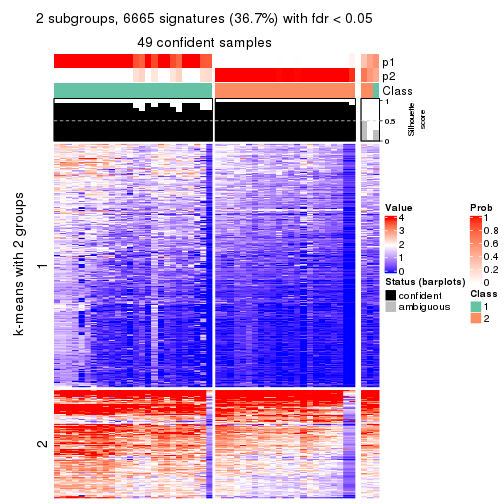 2 subgroups, 6665 signatures (36.7%) with fdr < 0.05
49 confident samples
p1
p2
Class
1
0.5
0
Silhouette
score
k-means with 2 groups
1
2
Value
4
3
2
1
0
Status (barplots)
confident
ambiguous
Prob
1
0.8
0.6
0.4
0.2
0
Class
1
2